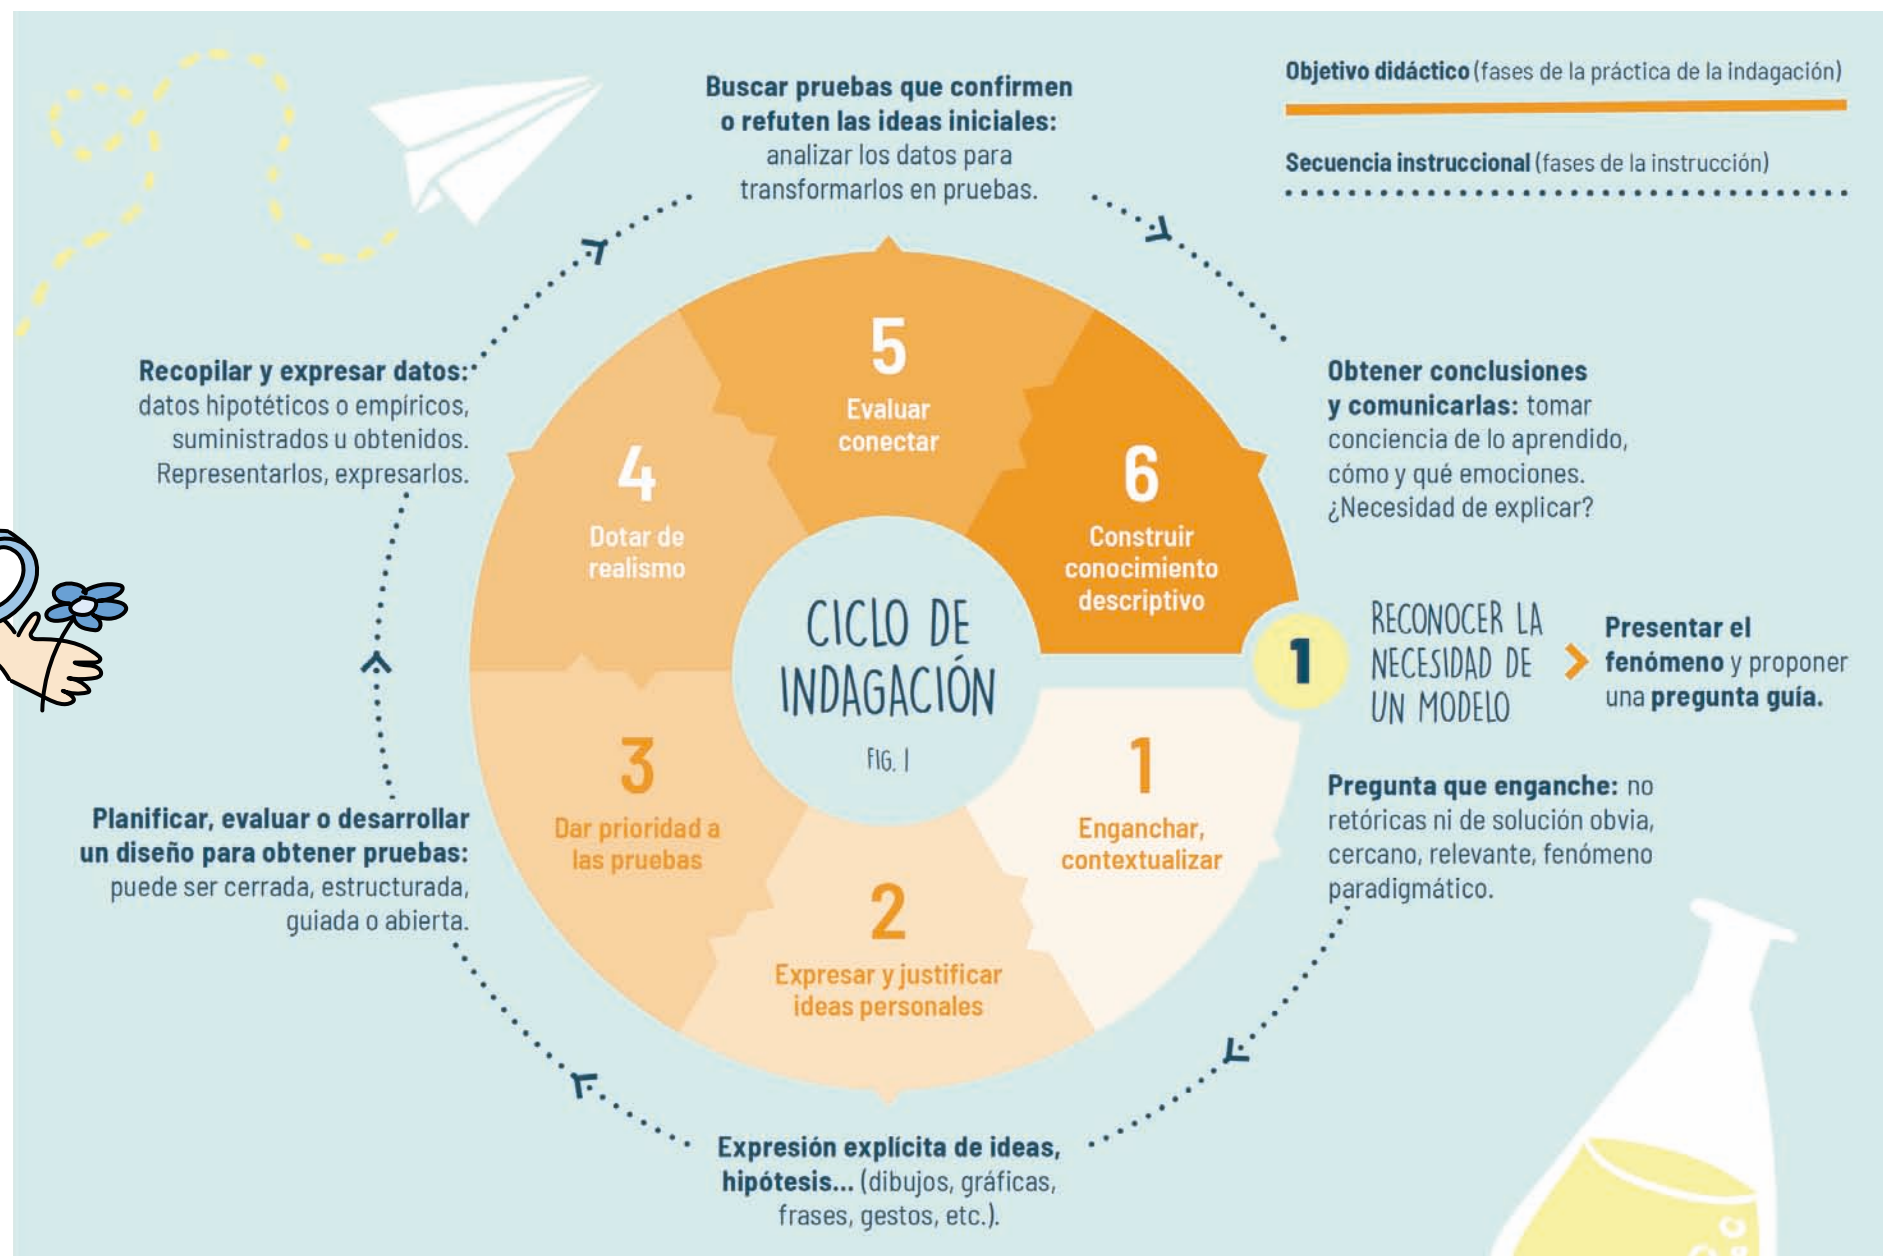 Objetivo didáctico (fases de la práctica de la indagación)
Secuencia instruccional (fases de la instrucción)
Buscar pruebas que confirmen
o refuten las ideas iniciales:
analizar los datos para
transformarlos en pruebas.
Recopilar y expresar datos:
datos hipotéticos o empíricos,
suministrados u obtenidos.
Representarlos, expresarlos.
Obtener conclusiones
y comunicarlas: tomar
conciencia de lo aprendido,
cómo y qué emociones.
¿Necesidad de explicar?
5
Evaluar
conectar
4
Dotar de
realismo
6
Construir
conocimiento
descriptivo
CICLO DE
INDAGACIÓN
FIG. 1
1
RECONOCER LA
NECESIDAD DE
UN MODELO
Presentar el
fenómeno y proponer
una pregunta guía.
3
Dar prioridad a
las pruebas
1
Enganchar,
contextualizar
2
Expresar y justificar
ideas personales
Pregunta que enganche: no
retóricas ni de solución obvia,
cercano, relevante, fenómeno
paradigmático.
Planificar, evaluar o desarrollar
un diseño para obtener pruebas:
puede ser cerrada, estructurada,
guiada o abierta.
Expresión explícita de ideas,
hipótesis... (dibujos, gráficas,
frases, gestos, etc.).